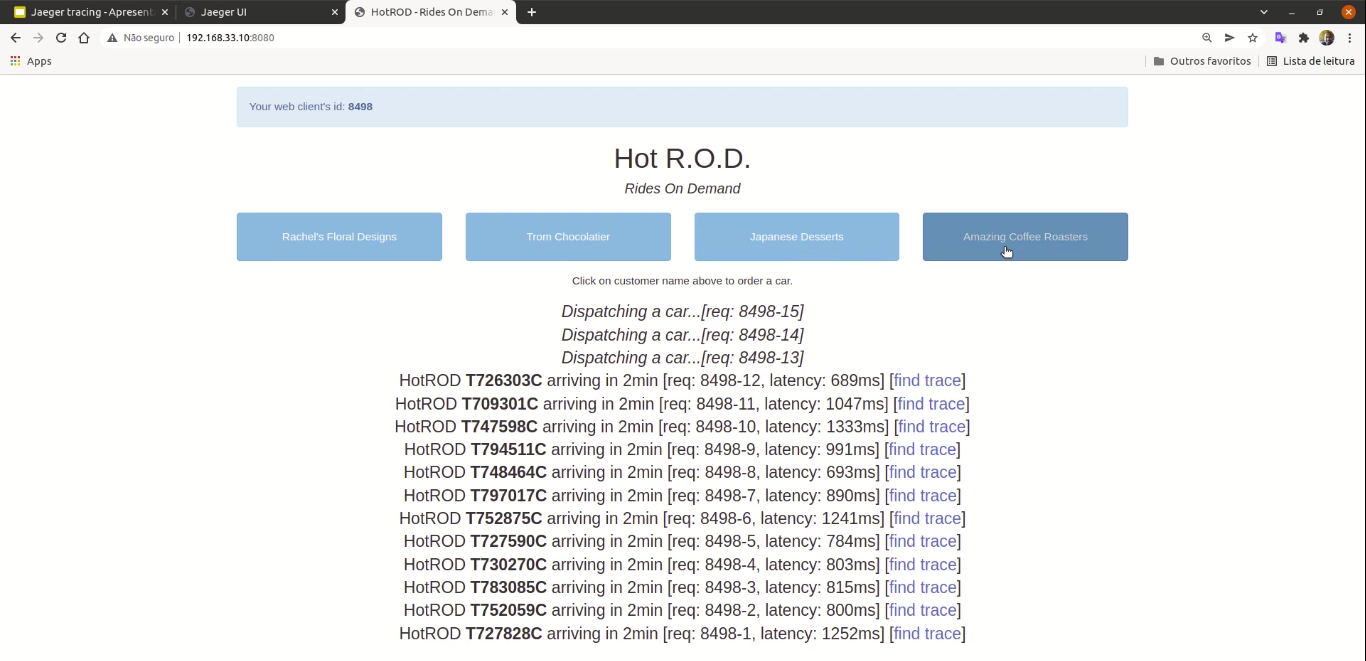 Jaeger tracing - Apresent
Jaeger UI
HotROD - Rides On Dema
Não seguro
192.168.33.10:8080
Apps
Outros favoritos
Lista de leitura
Your web client's id: 8498
Hot R.O.D.
Rides On Demand
Rachel's Floral Designs
Trom Chocolatier
Japanese Desserts
Amazing Coffee Roasters
Click on customer name above to order a car.
Dispatching a car...[req: 8498-15]
Dispatching a car...[req: 8498-14]
Dispatching a car...[req: 8498-13]
HotROD T726303C arriving in 2min [req: 8498-12, latency: 689ms] [find trace]
HotROD T709301C arriving in 2min [req: 8498-11, latency: 1047ms] [find trace]
HotROD T747598C arriving in 2min [req: 8498-10, latency: 1333ms] [find trace]
HotROD T794511C arriving in 2min [req: 8498-9, latency: 991ms] [find trace]
HotROD T748464C arriving in 2min [req: 8498-8, latency: 693ms] [find trace]
HotROD T797017C arriving in 2min [req: 8498-7, latency: 890ms] [find trace]
HotROD T752875C arriving in 2min [req: 8498-6, latency: 1241ms] [find trace]
HotROD T727590C arriving in 2min [req: 8498-5, latency: 784ms] [find trace]
HotROD T730270C arriving in 2min [req: 8498-4, latency: 803ms] [find trace]
HotROD T783085C arriving in 2min [req: 8498-3, latency: 815ms] [find trace]
HotROD T752059C arriving in 2min [req: 8498-2, latency: 800ms] [find trace]
HotROD T727828C arriving in 2min [req: 8498-1, latency: 1252ms] [find trace]